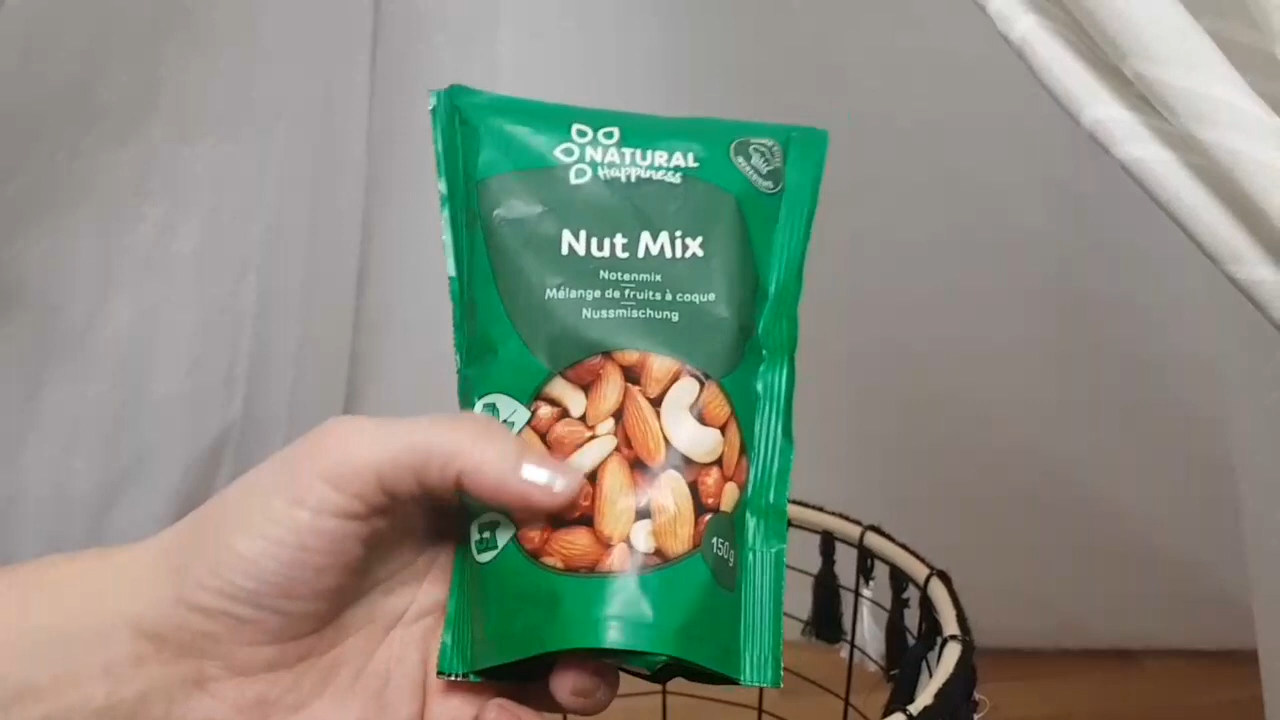 NATURAL
Happiness
Nut Mix
Notenmix
Mélange de fruits à coque
Nussmischung
150g